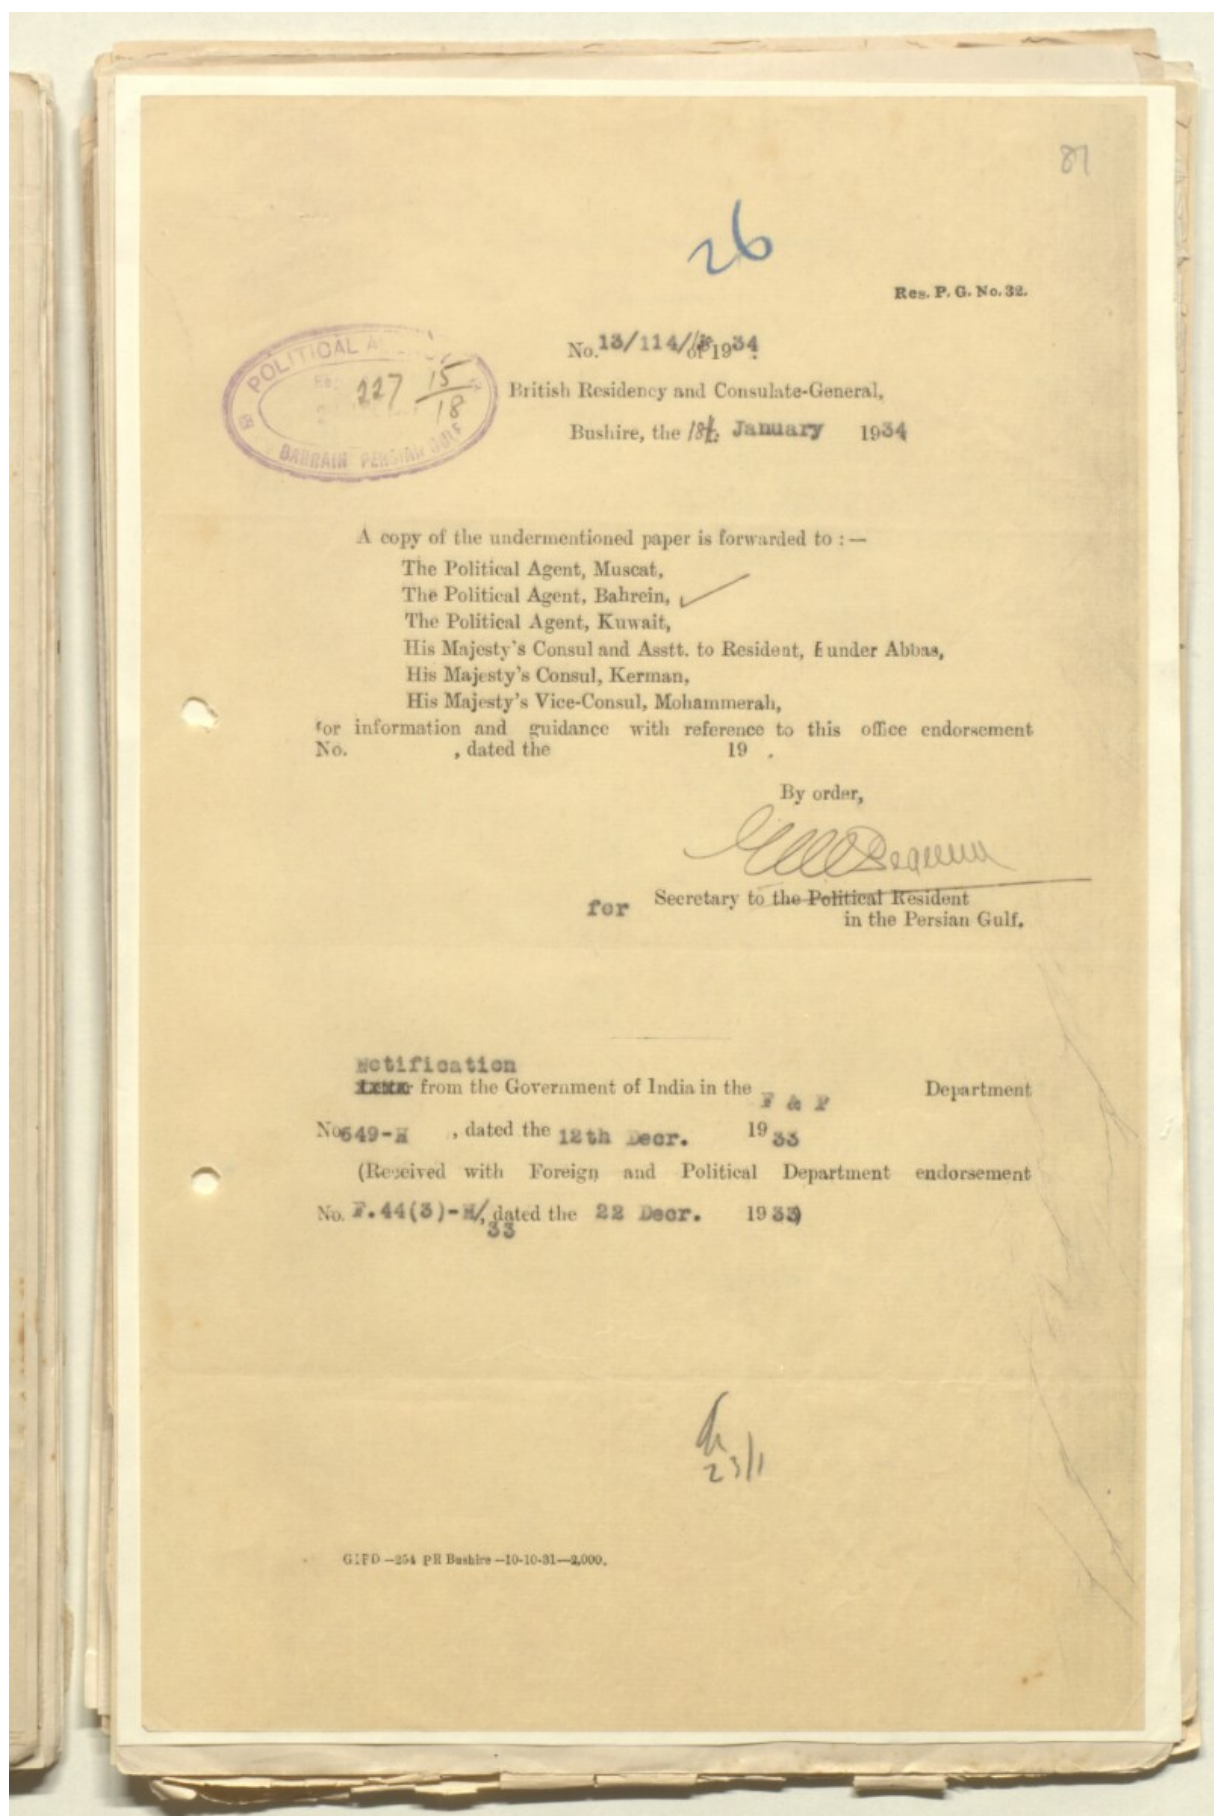 81
26
Res. P. G. No. 32.
No. 13/114/ of 1934.
POLITICAL
227 15/18
BAHRAIN PERSIAN GULF
British Residency and Consulate-General,
Bushire, the 18th January 1934
A copy of the undermentioned paper is forwarded to :—
The Political Agent, Muscat,
The Political Agent, Bahrein,
The Political Agent, Kuwait,
His Majesty's Consul and Asstt. to Resident, Bunder Abbas,
His Majesty's Consul, Kerman,
His Majesty's Vice-Consul, Mohammerah,
for information and guidance with reference to this office endorsement
No. , dated the 19 .
By order,
for Secretary to the Political Resident
in the Persian Gulf.
Notification
from the Government of India in the F & P Department
No 649-H , dated the 12th Decr. 1933
(Received with Foreign and Political Department endorsement
No. F.44(3)-H/33, dated the 22 Decr. 1933)
23/1
GIPD —254 PR Bushire —10-10-31—2,000.